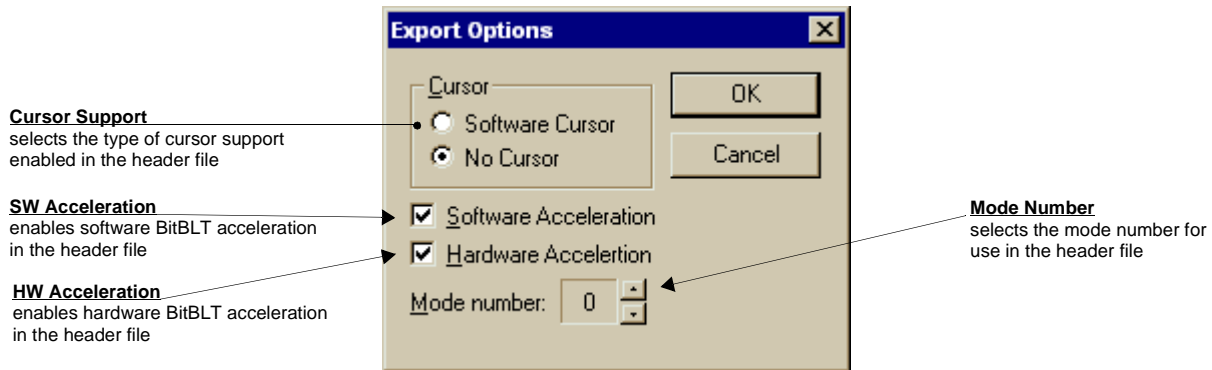 Export Options
Cursor
Software Cursor
No Cursor
OK
Cancel
Software Acceleration
Hardware Accelertion
Mode number: 0
Cursor Support
selects the type of cursor support
enabled in the header file
SW Acceleration
enables software BitBLT acceleration
in the header file
HW Acceleration
enables hardware BitBLT acceleration
in the header file
Mode Number
selects the mode number for
use in the header file